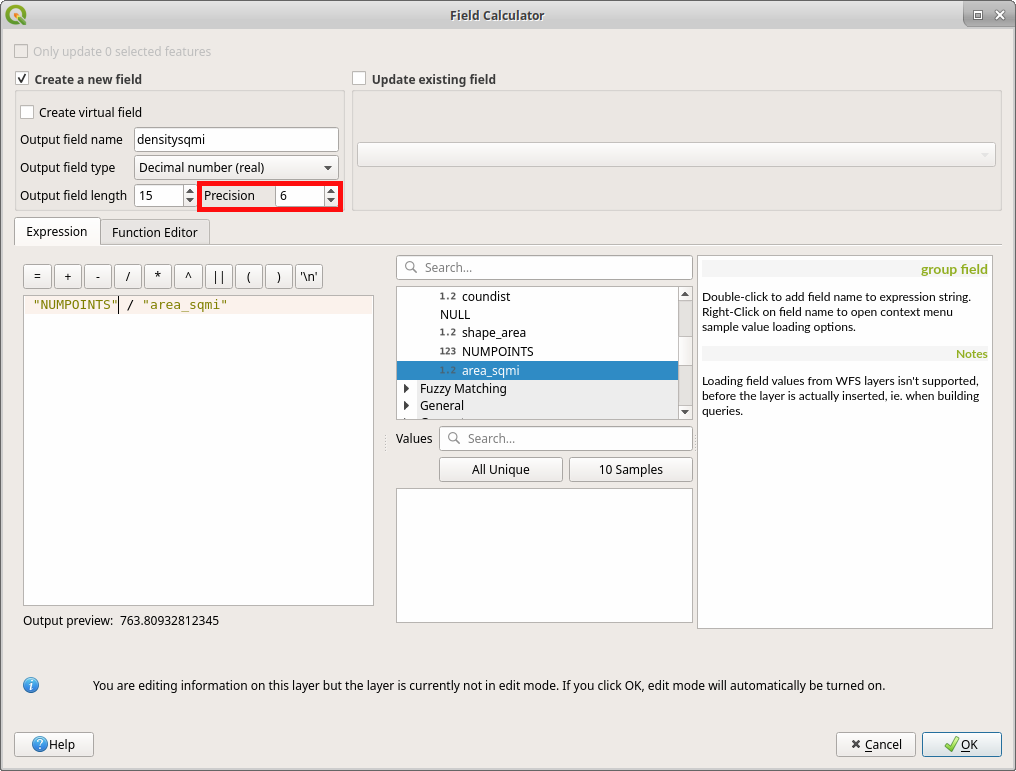 Field Calculator
Only update 0 selected features
Create a new field
Update existing field
Create virtual field
Output field name densitysqmi
Output field type Decimal number (real)
Output field length 15 Precision 6
Expression Function Editor
= + - / * ^ || ( ) '\n'
"NUMPOINTS" / "area_sqmi"
Output preview: 763.80932812345
Search...
1.2 coundist
NULL
1.2 shape_area
123 NUMPOINTS
1.2 area_sqmi
Fuzzy Matching
General
Values Search...
All Unique 10 Samples
group field
Double-click to add field name to expression string.
Right-Click on field name to open context menu
sample value loading options.
Notes
Loading field values from WFS layers isn't supported,
before the layer is actually inserted, ie. when building
queries.
You are editing information on this layer but the layer is currently not in edit mode. If you click OK, edit mode will automatically be turned on.
Help Cancel OK